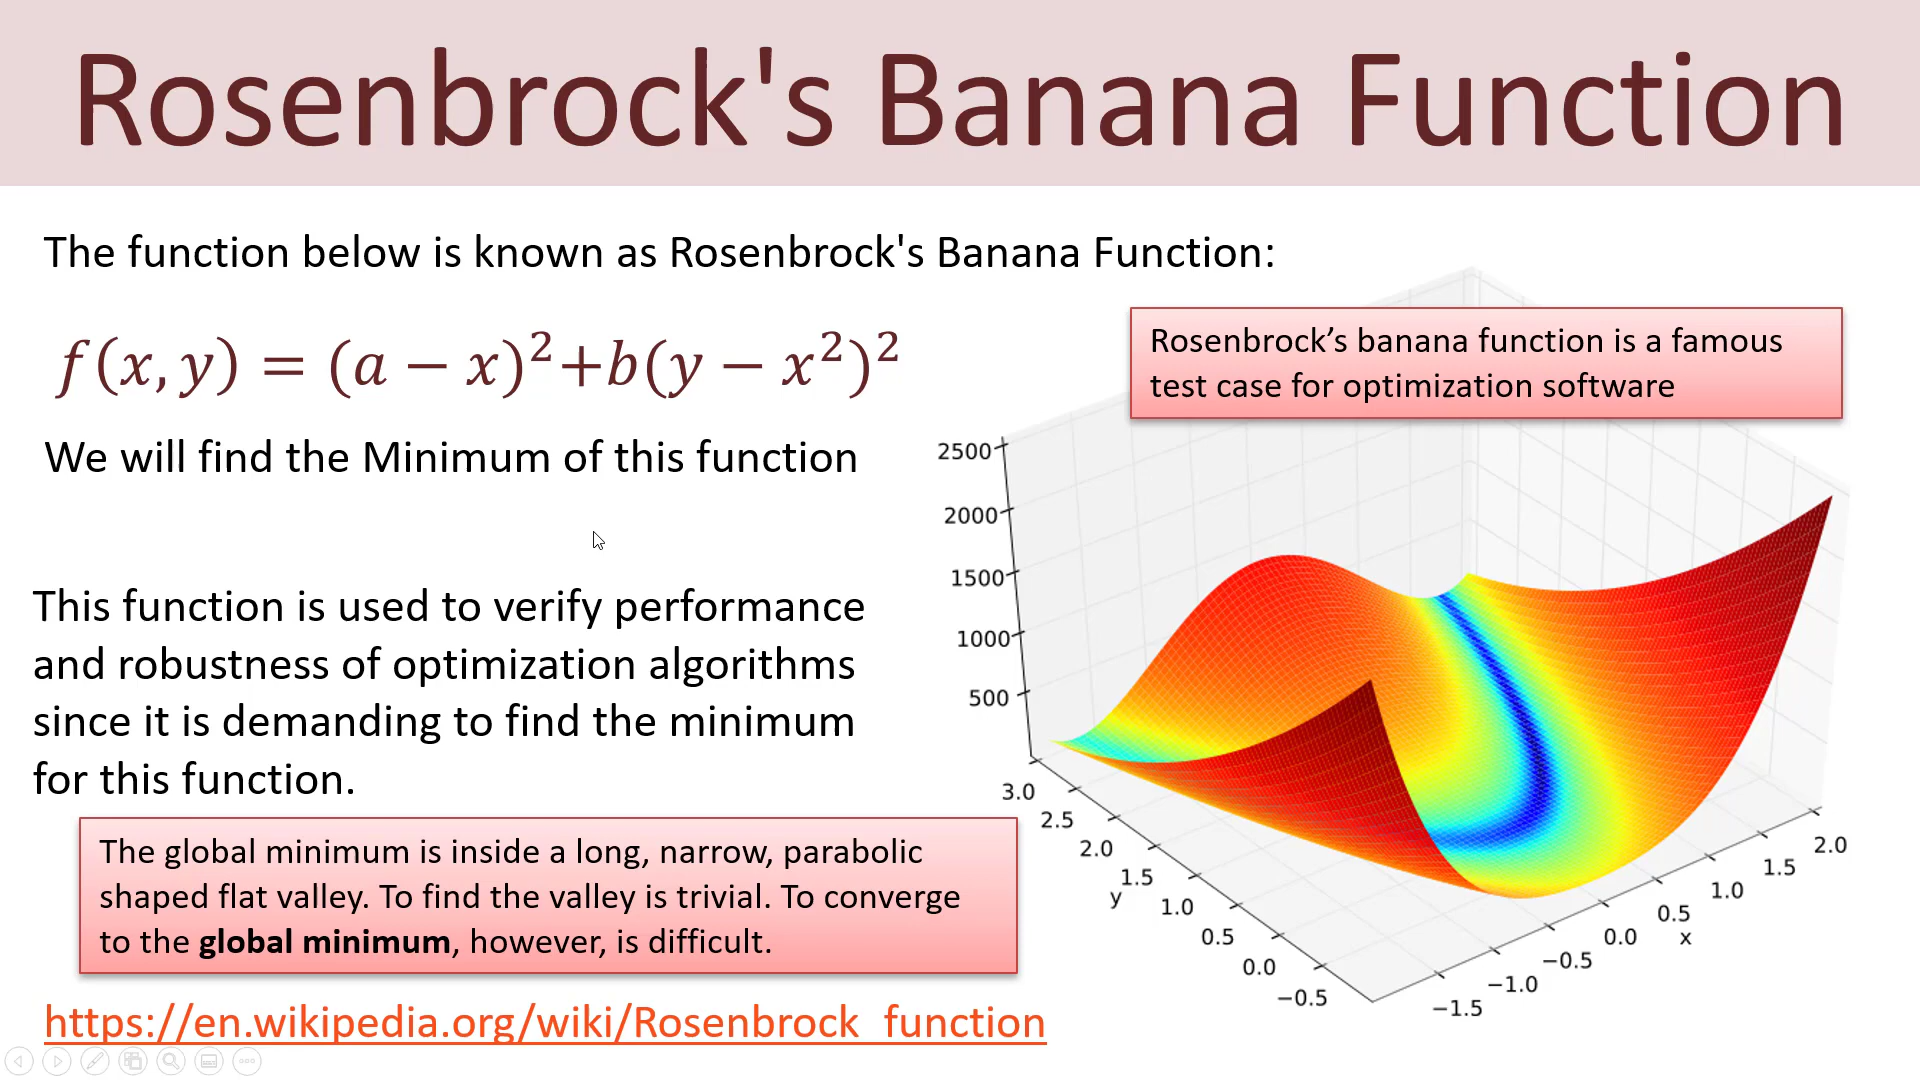 Rosenbrock's Banana Function
The function below is known as Rosenbrock's Banana Function:
f(x, y) = (a − x)²+b(y − x²)²
Rosenbrock’s banana function is a famous
test case for optimization software
We will find the Minimum of this function
This function is used to verify performance
and robustness of optimization algorithms
since it is demanding to find the minimum
for this function.
The global minimum is inside a long, narrow, parabolic
shaped flat valley. To find the valley is trivial. To converge
to the global minimum, however, is difficult.
https://en.wikipedia.org/wiki/Rosenbrock_function
2500
2000
1500
1000
500
3.0
2.5
2.0
1.5
1.0
0.5
0.0
−0.5
y
−1.5
−1.0
−0.5
0.0
0.5
1.0
1.5
2.0
x